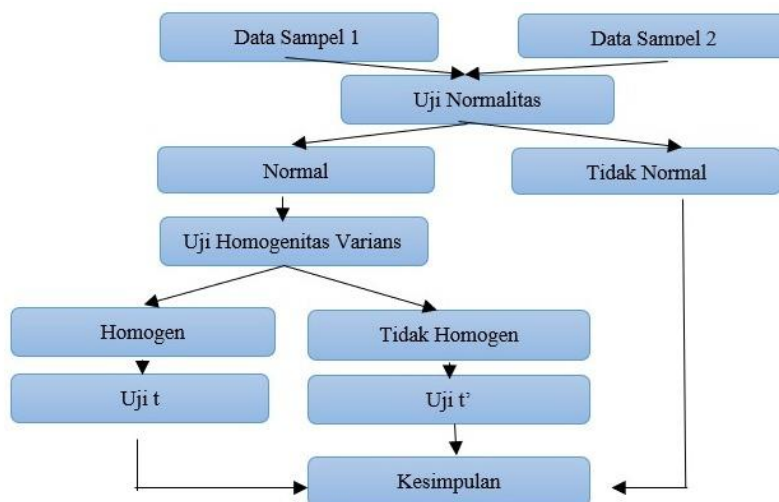 Data Sampel 1
Data Sampel 2
Uji Normalitas
Normal
Tidak Normal
Uji Homogenitas Varians
Homogen
Tidak Homogen
Uji t
Uji t’
Kesimpulan